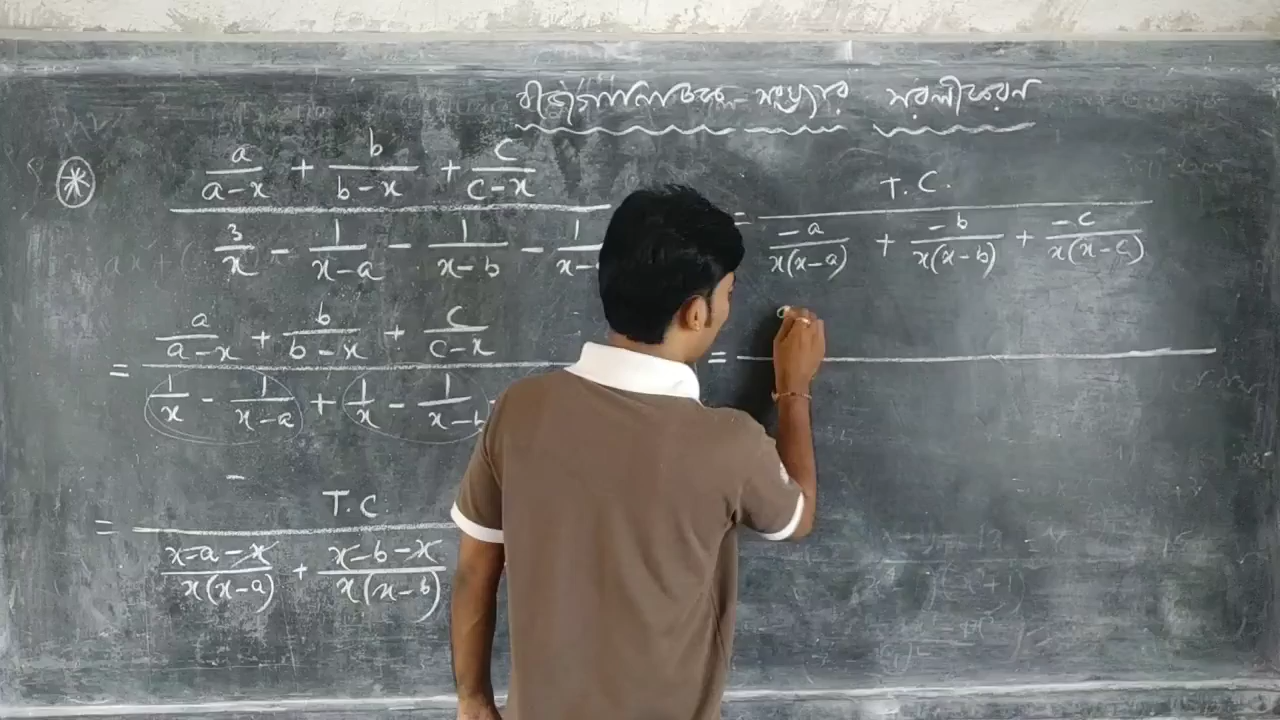 বীজগাণিতিক সংখ্যার সরলীকরণ
* a/(a-x) + b/(b-x) + c/(c-x)
3/x - 1/(x-a) - 1/(x-b) - 1/(x-
= a/(a-x) + b/(b-x) + c/(c-x)
1/x - 1/(x-a) + 1/x - 1/(x-b
= T.C.
(x-a-x)/(x(x-a)) + (x-b-x)/(x(x-b))
= T.C.
-a/(x(x-a)) + -b/(x(x-b)) + -c/(x(x-c))
=